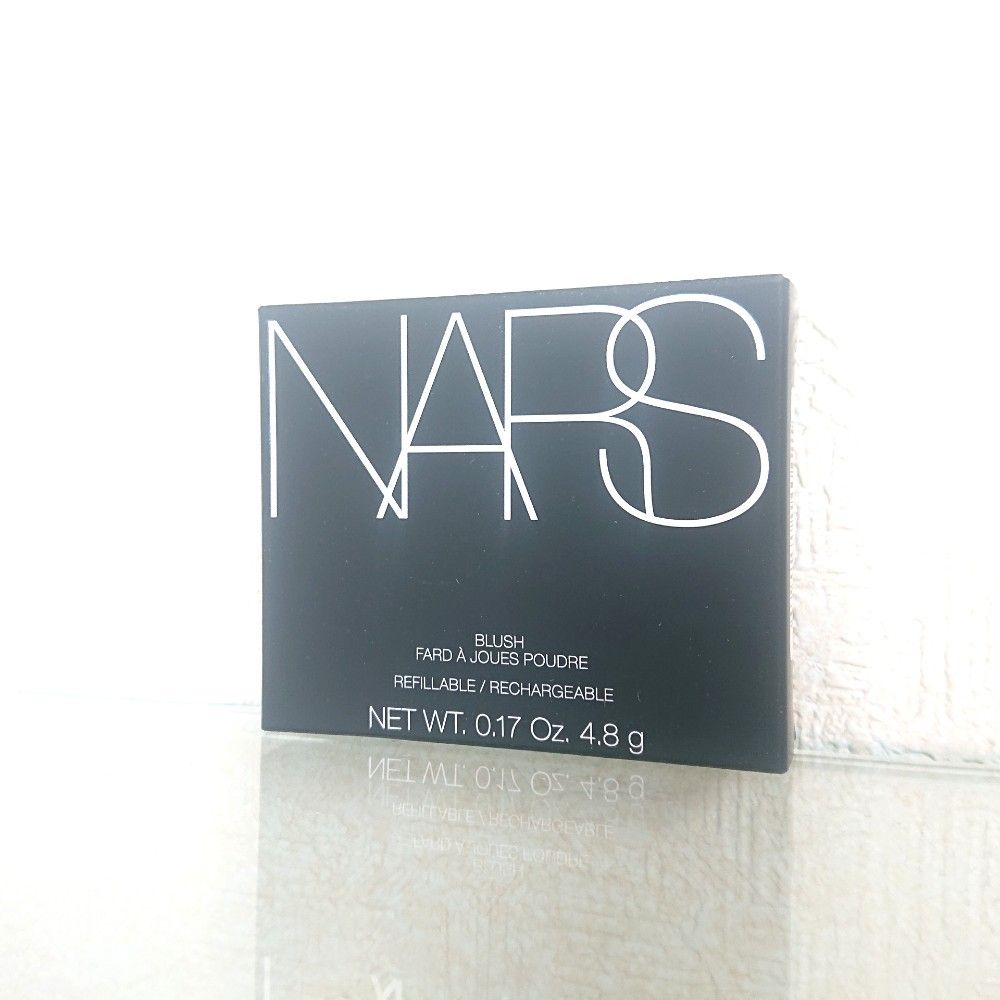 NARS
BLUSH
FARD À JOUES POUDRE
REFILLABLE / RECHARGEABLE
NET WT. 0.17 Oz. 4.8 g